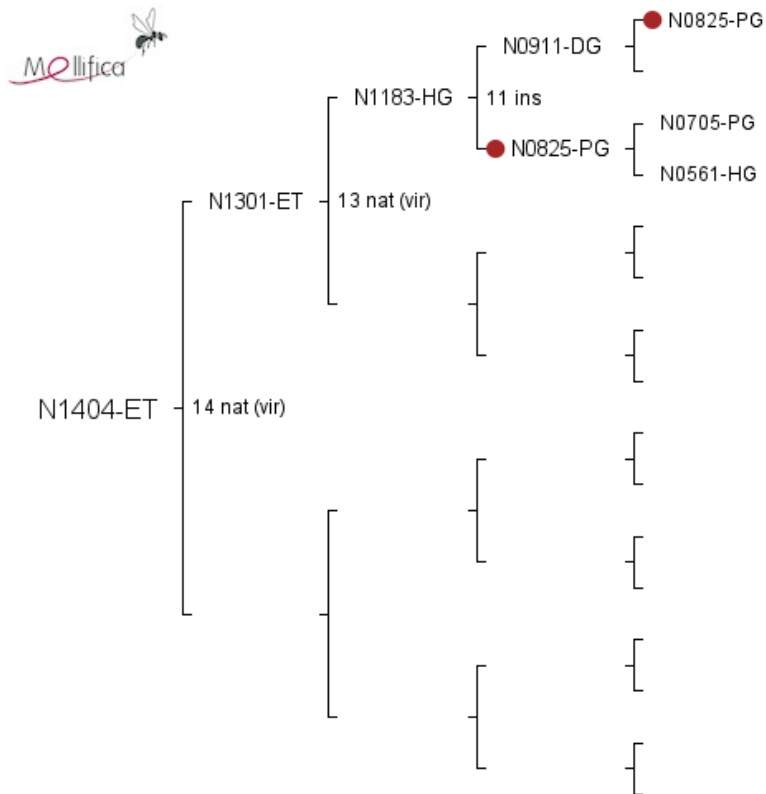 Mellifica
N0825-PG
N0911-DG
N1183-HG
11 ins
N0705-PG
N0825-PG
N0561-HG
N1301-ET
13 nat (vir)
N1404-ET
14 nat (vir)